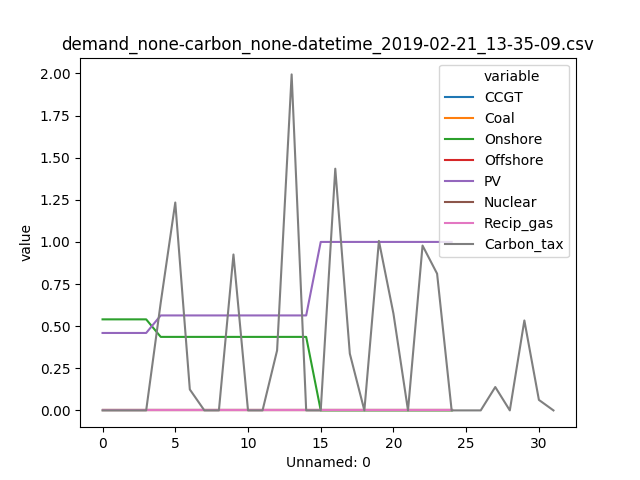 demand_none-carbon_none-datetime_2019-02-21_13-35-09.csv
variable
CCGT
Coal
Onshore
Offshore
PV
Nuclear
Recip_gas
Carbon_tax
value
2.00
1.75
1.50
1.25
1.00
0.75
0.50
0.25
0.00
0 5 10 15 20 25 30
Unnamed: 0